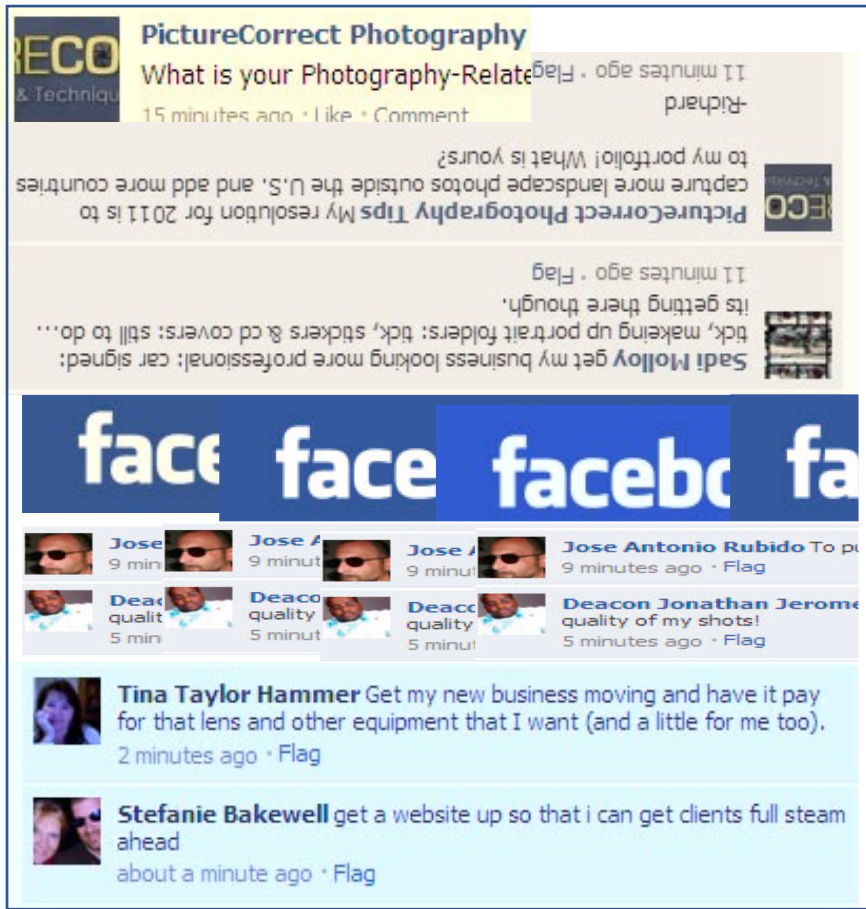 RECO
& Techniqu
PictureCorrect Photography
What is your Photography-Relate
15 minutes ago · Like · Comment
Sadi Molloy get my business looking more professional: car signed:
tick, makeing up portrait folders: tick, stickers & cd covers: still to do...
its getting there though.
11 minutes ago · Flag
PictureCorrect Photography Tips My resolution for 2011 is to
capture more landscape photos outside the U.S. and add more countries
to my portfolio! What is yours?
-Richard
11 minutes ago · Flag
face
face
facebo
fa
Jose
9 min
Jose A
9 minut
Jose A
9 minut
Jose Antonio Rubido To pu
9 minutes ago · Flag
Deac
qualit
5 min
Deaco
quality
5 minut
Deaco
quality
5 minut
Deacon Jonathan Jerome
quality of my shots!
5 minutes ago · Flag
Tina Taylor Hammer Get my new business moving and have it pay
for that lens and other equipment that I want (and a little for me too).
2 minutes ago · Flag
Stefanie Bakewell get a website up so that i can get clients full steam
ahead
about a minute ago · Flag